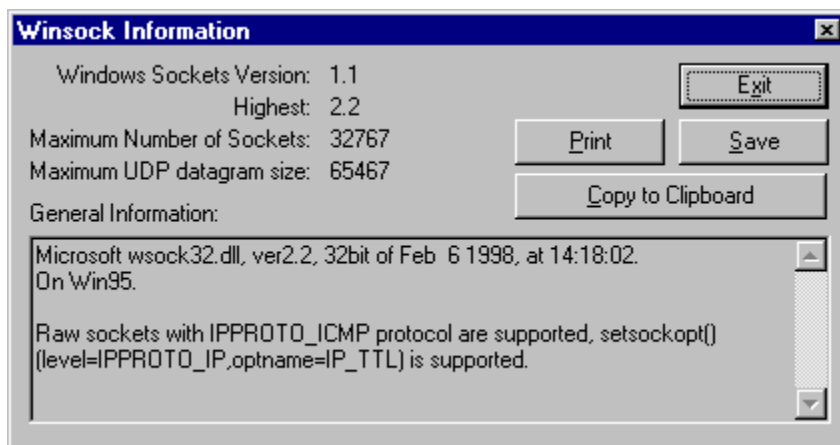 Winsock Information
Windows Sockets Version: 1.1
Highest: 2.2
Maximum Number of Sockets: 32767
Maximum UDP datagram size: 65467
Exit
Print
Save
Copy to Clipboard
General Information:
Microsoft wsock32.dll, ver2.2, 32bit of Feb  6 1998, at 14:18:02.
On Win95.
Raw sockets with IPPROTO_ICMP protocol are supported, setsockopt()
(level=IPPROTO_IP,optname=IP_TTL) is supported.